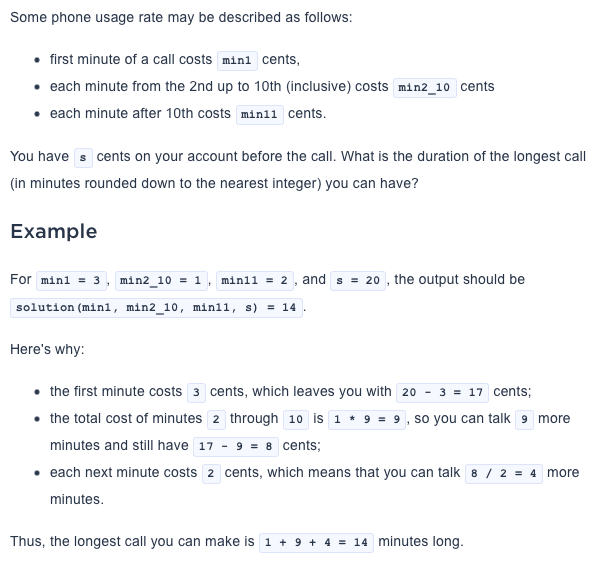 Some phone usage rate may be described as follows:
• first minute of a call costs min1 cents,
• each minute from the 2nd up to 10th (inclusive) costs min2_10 cents
• each minute after 10th costs min11 cents.
You have s cents on your account before the call. What is the duration of the longest call
(in minutes rounded down to the nearest integer) you can have?
Example
For min1 = 3, min2_10 = 1, min11 = 2, and s = 20, the output should be
solution(min1, min2_10, min11, s) = 14.
Here's why:
• the first minute costs 3 cents, which leaves you with 20 - 3 = 17 cents;
• the total cost of minutes 2 through 10 is 1 * 9 = 9, so you can talk 9 more
minutes and still have 17 - 9 = 8 cents;
• each next minute costs 2 cents, which means that you can talk 8 / 2 = 4 more
minutes.
Thus, the longest call you can make is 1 + 9 + 4 = 14 minutes long.